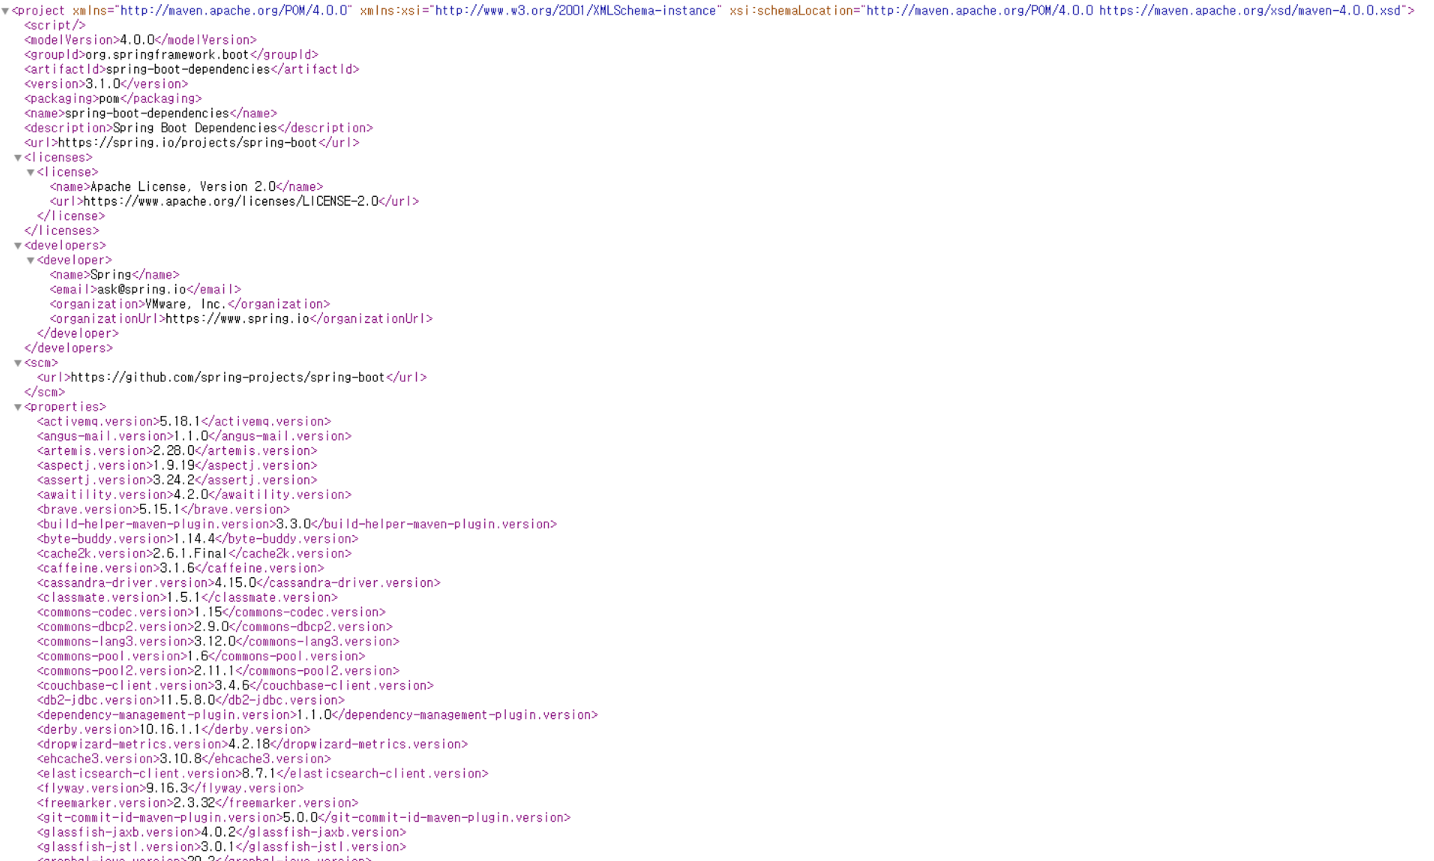 <project xmlns="http://maven.apache.org/POM/4.0.0" xmlns:xsi="http://www.w3.org/2001/XMLSchema-instance" xsi:schemaLocation="http://maven.apache.org/POM/4.0.0 https://maven.apache.org/xsd/maven-4.0.0.xsd">
<script/>
<modelVersion>4.0.0</modelVersion>
<groupId>org.springframework.boot</groupId>
<artifactId>spring-boot-dependencies</artifactId>
<version>3.1.0</version>
<packaging>pom</packaging>
<name>spring-boot-dependencies</name>
<description>Spring Boot Dependencies</description>
<url>https://spring.io/projects/spring-boot</url>
<licenses>
<license>
<name>Apache License, Version 2.0</name>
<url>https://www.apache.org/licenses/LICENSE-2.0</url>
</license>
</licenses>
<developers>
<developer>
<name>Spring</name>
<email>ask@spring.io</email>
<organization>VMware, Inc.</organization>
<organizationUrl>https://www.spring.io</organizationUrl>
</developer>
</developers>
<scm>
<url>https://github.com/spring-projects/spring-boot</url>
</scm>
<properties>
<activemq.version>5.18.1</activemq.version>
<angus-mail.version>1.1.0</angus-mail.version>
<artemis.version>2.28.0</artemis.version>
<aspectj.version>1.9.19</aspectj.version>
<assertj.version>3.24.2</assertj.version>
<awaitility.version>4.2.0</awaitility.version>
<brave.version>5.15.1</brave.version>
<build-helper-maven-plugin.version>3.3.0</build-helper-maven-plugin.version>
<byte-buddy.version>1.14.4</byte-buddy.version>
<cache2k.version>2.6.1.Final</cache2k.version>
<caffeine.version>3.1.6</caffeine.version>
<cassandra-driver.version>4.15.0</cassandra-driver.version>
<classmate.version>1.5.1</classmate.version>
<commons-codec.version>1.15</commons-codec.version>
<commons-dbcp2.version>2.9.0</commons-dbcp2.version>
<commons-lang3.version>3.12.0</commons-lang3.version>
<commons-pool.version>1.6</commons-pool.version>
<commons-pool2.version>2.11.1</commons-pool2.version>
<couchbase-client.version>3.4.6</couchbase-client.version>
<db2-jdbc.version>11.5.8.0</db2-jdbc.version>
<dependency-management-plugin.version>1.1.0</dependency-management-plugin.version>
<derby.version>10.16.1.1</derby.version>
<dropwizard-metrics.version>4.2.18</dropwizard-metrics.version>
<ehcache3.version>3.10.8</ehcache3.version>
<elasticsearch-client.version>8.7.1</elasticsearch-client.version>
<flyway.version>9.16.3</flyway.version>
<freemarker.version>2.3.32</freemarker.version>
<git-commit-id-maven-plugin.version>5.0.0</git-commit-id-maven-plugin.version>
<glassfish-jaxb.version>4.0.2</glassfish-jaxb.version>
<glassfish-jstl.version>3.0.1</glassfish-jstl.version>